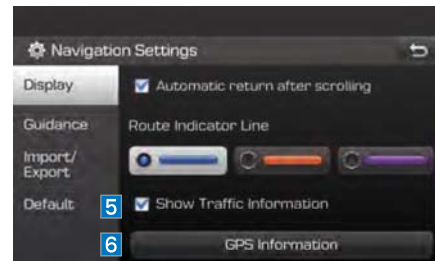 Navigation Settings
Display
Automatic return after scrolling
Guidance
Route Indicator Line
Import/
Export
Default
5
Show Traffic Information
6
GPS Information